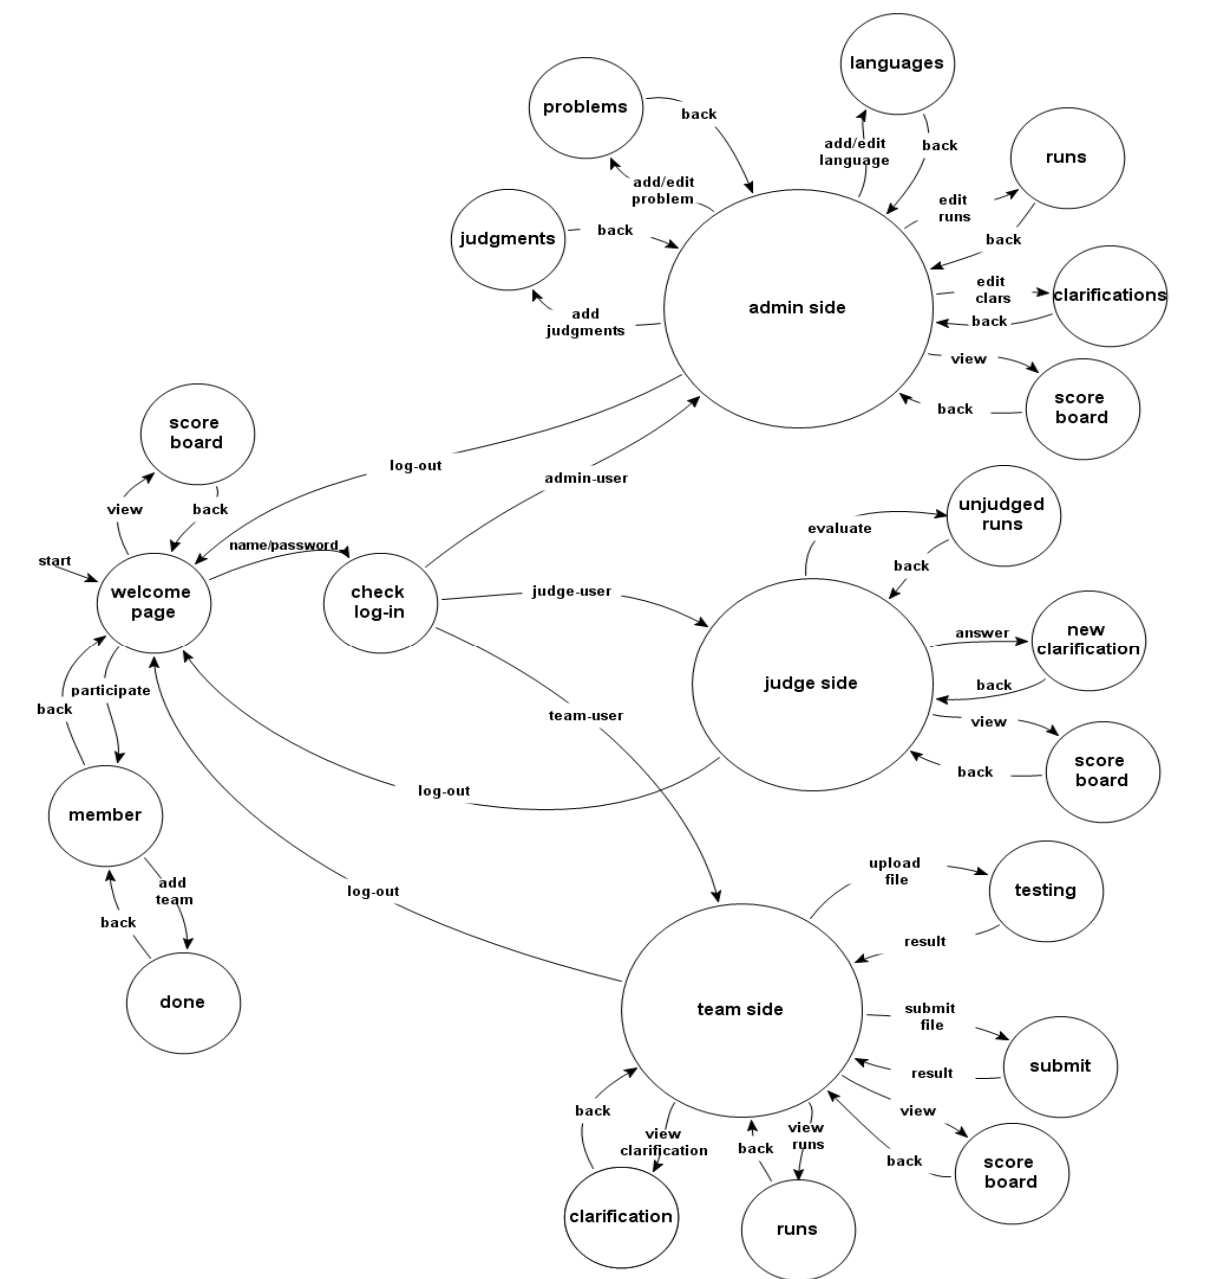 languages
problems
back
add/edit
language
back
runs
add/edit
problem
edit
runs
judgments
back
back
edit
clars
clarifications
admin side
add
judgments
back
view
score
board
back
score
board
log-out
admin-user
view
back
unjudged
runs
evaluate
name/password
start
back
welcome
page
check
log-in
judge-user
answer
new
clarification
participate
back
judge side
back
team-user
view
score
board
back
log-out
member
upload
file
add
team
testing
log-out
back
result
done
team side
submit
file
submit
result
back
view
view
clarification
view
runs
back
back
score
board
clarification
runs